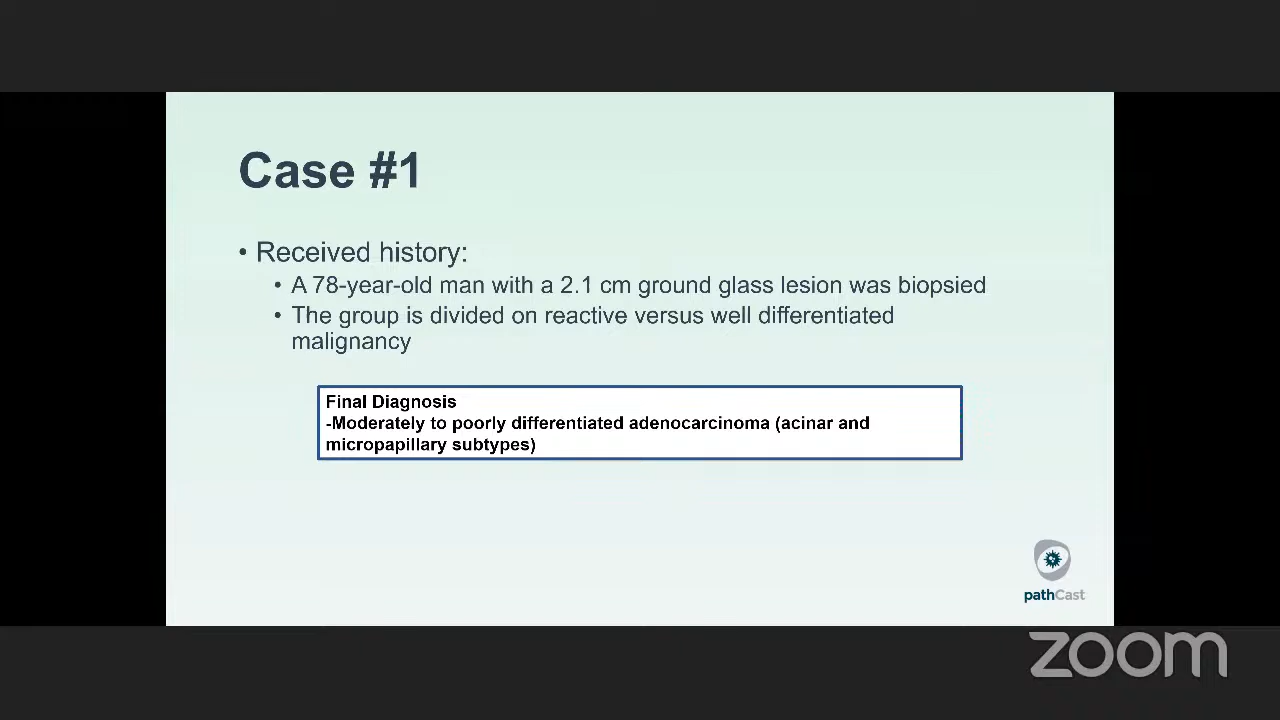 Case #1
• Received history:
• A 78-year-old man with a 2.1 cm ground glass lesion was biopsied
• The group is divided on reactive versus well differentiated
malignancy
Final Diagnosis
-Moderately to poorly differentiated adenocarcinoma (acinar and
micropapillary subtypes)
pathCast
zoom